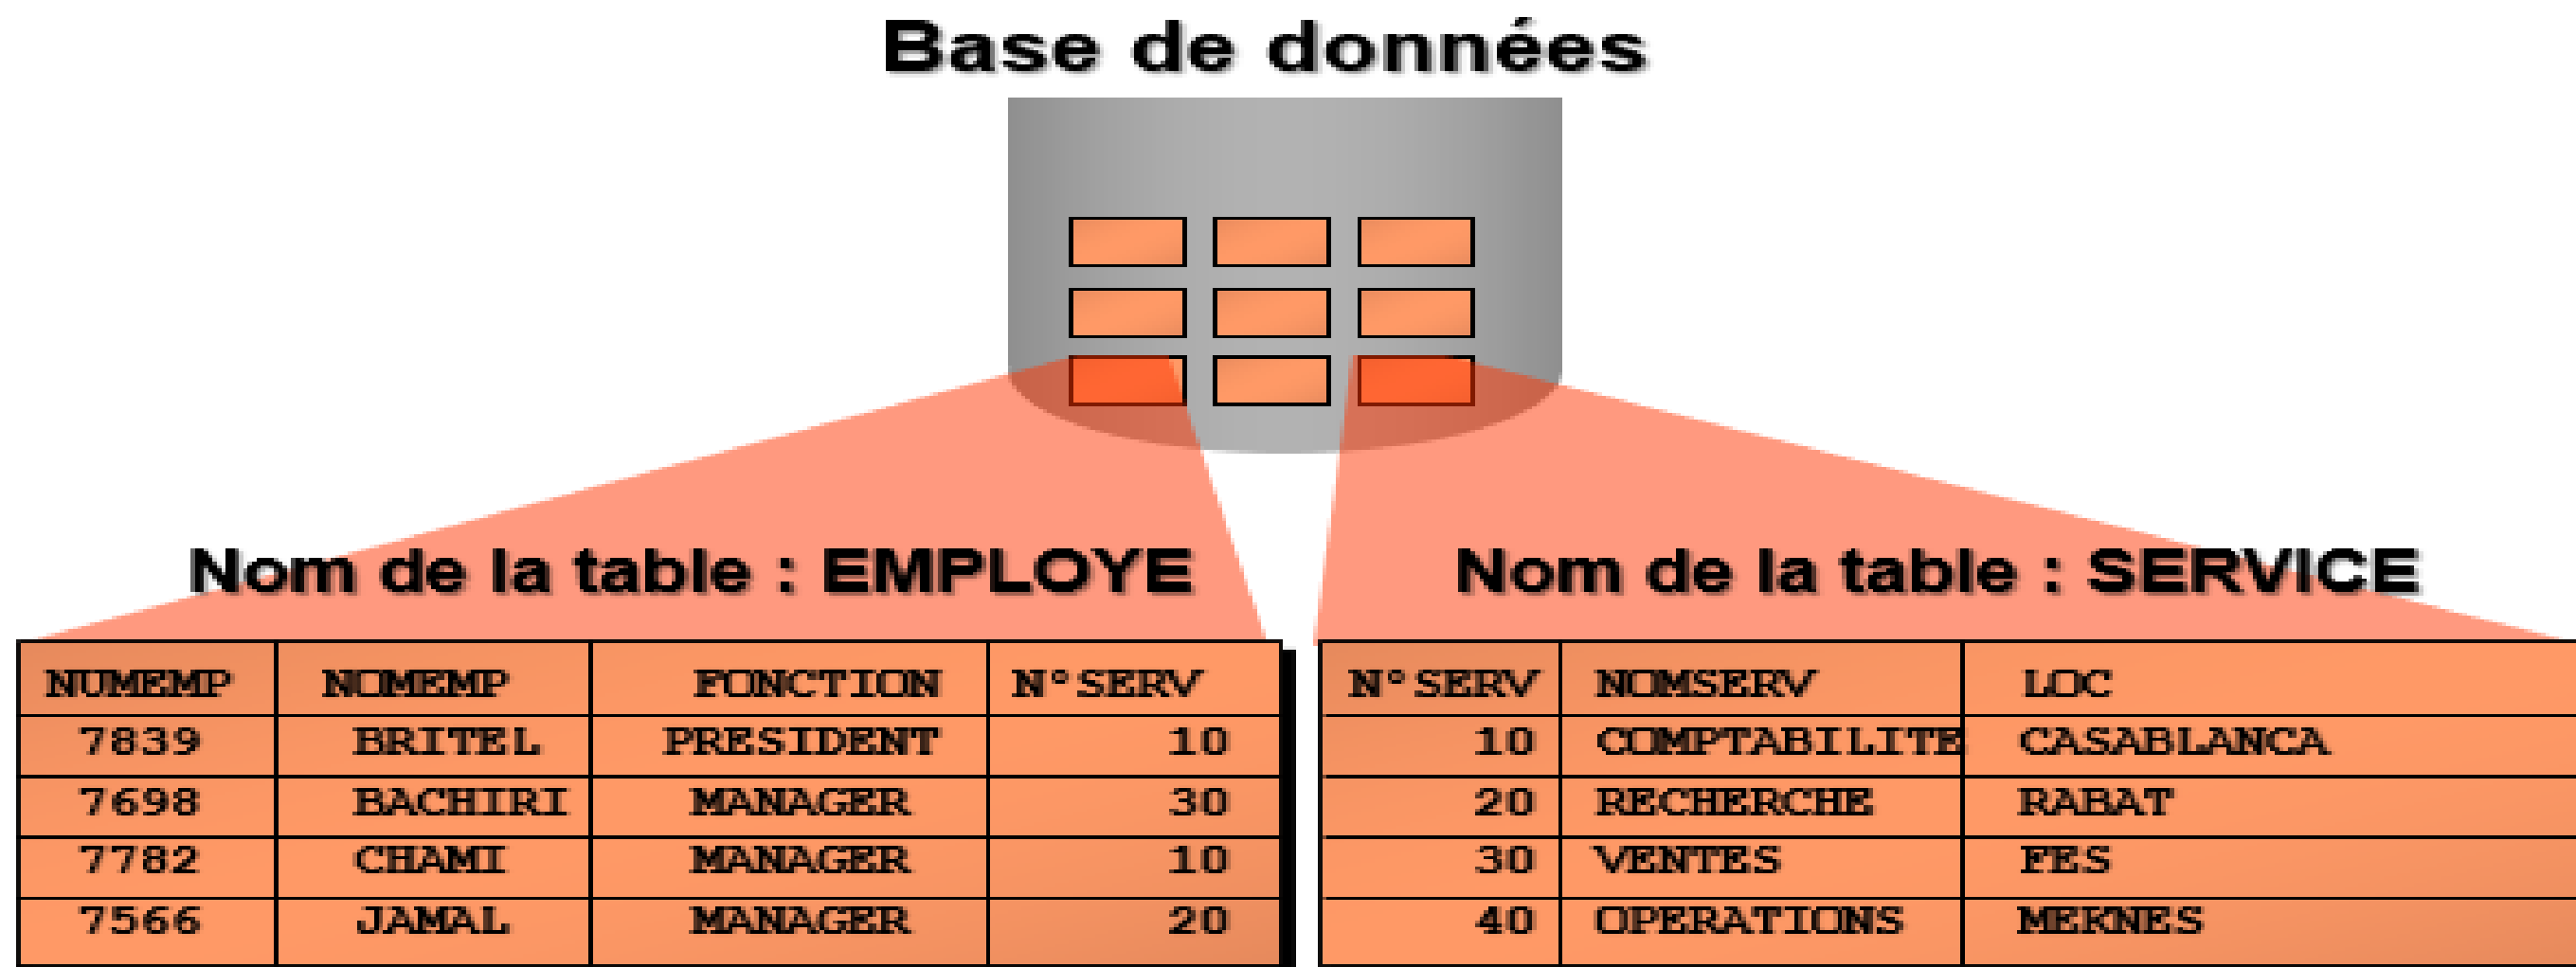 Base de données
Nom de la table : EMPLOYE
NUMEMP NOMEMP FONCTION N°SERV
7839 BRITEL PRESIDENT 10
7698 BACHIRI MANAGER 30
7782 CHAMI MANAGER 10
7566 JAMAL MANAGER 20
Nom de la table : SERVICE
N°SERV NOMSERV LOC
10 COMPTABILITE CASABLANCA
20 RECHERCHE RABAT
30 VENTES FES
40 OPERATIONS MEKNES